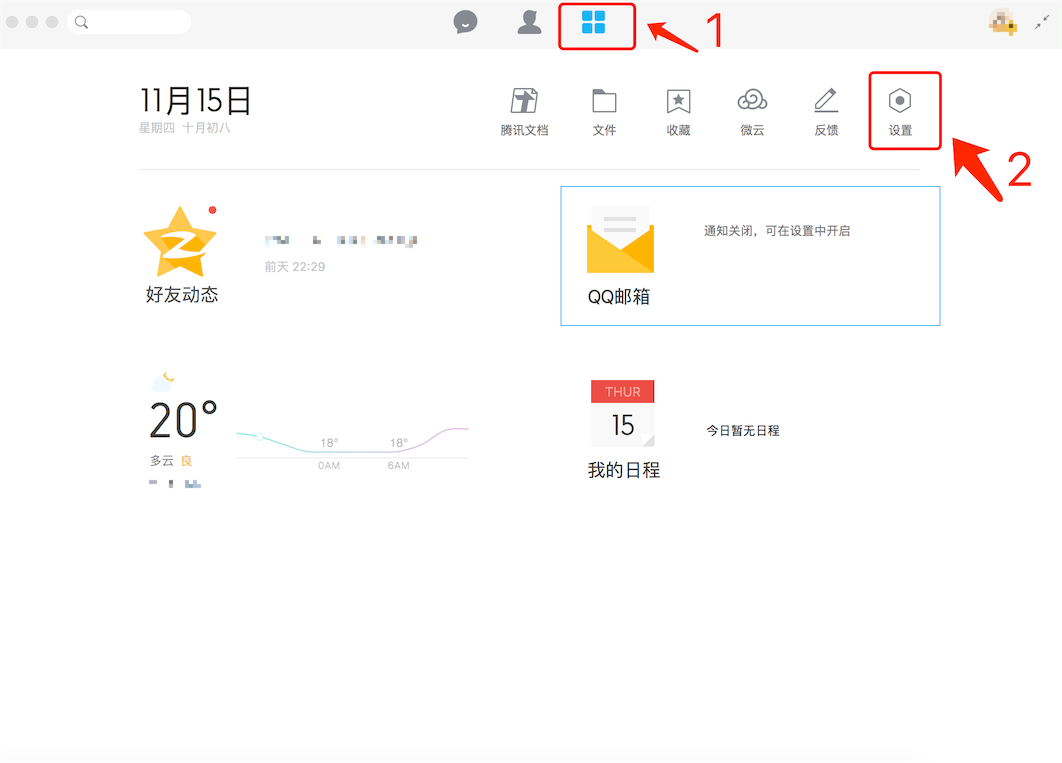 1
11月15日
星期四 十月初八
腾讯文档
文件
收藏
微云
反馈
设置
2
前天 22:29
好友动态
通知关闭，可在设置中开启
QQ邮箱
20°
多云 良
18°
18°
0AM
6AM
THUR
15
今日暂无日程
我的日程